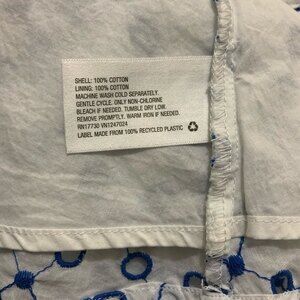 SHELL: 100% COTTON
LINING: 100% COTTON
MACHINE WASH COLD SEPARATELY.
GENTLE CYCLE. ONLY NON-CHLORINE
BLEACH IF NEEDED. TUMBLE DRY LOW.
REMOVE PROMPTLY. WARM IRON IF NEEDED.
RN17730 VN1247024
LABEL MADE FROM 100% RECYCLED PLASTIC